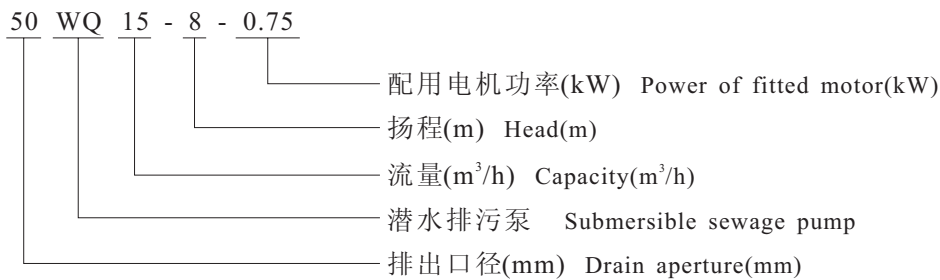 50 WQ 15 - 8 - 0.75
配用电机功率(kW) Power of fitted motor(kW)
扬程(m) Head(m)
流量(m³/h) Capacity(m³/h)
潜水排污泵 Submersible sewage pump
排出口径(mm) Drain aperture(mm)